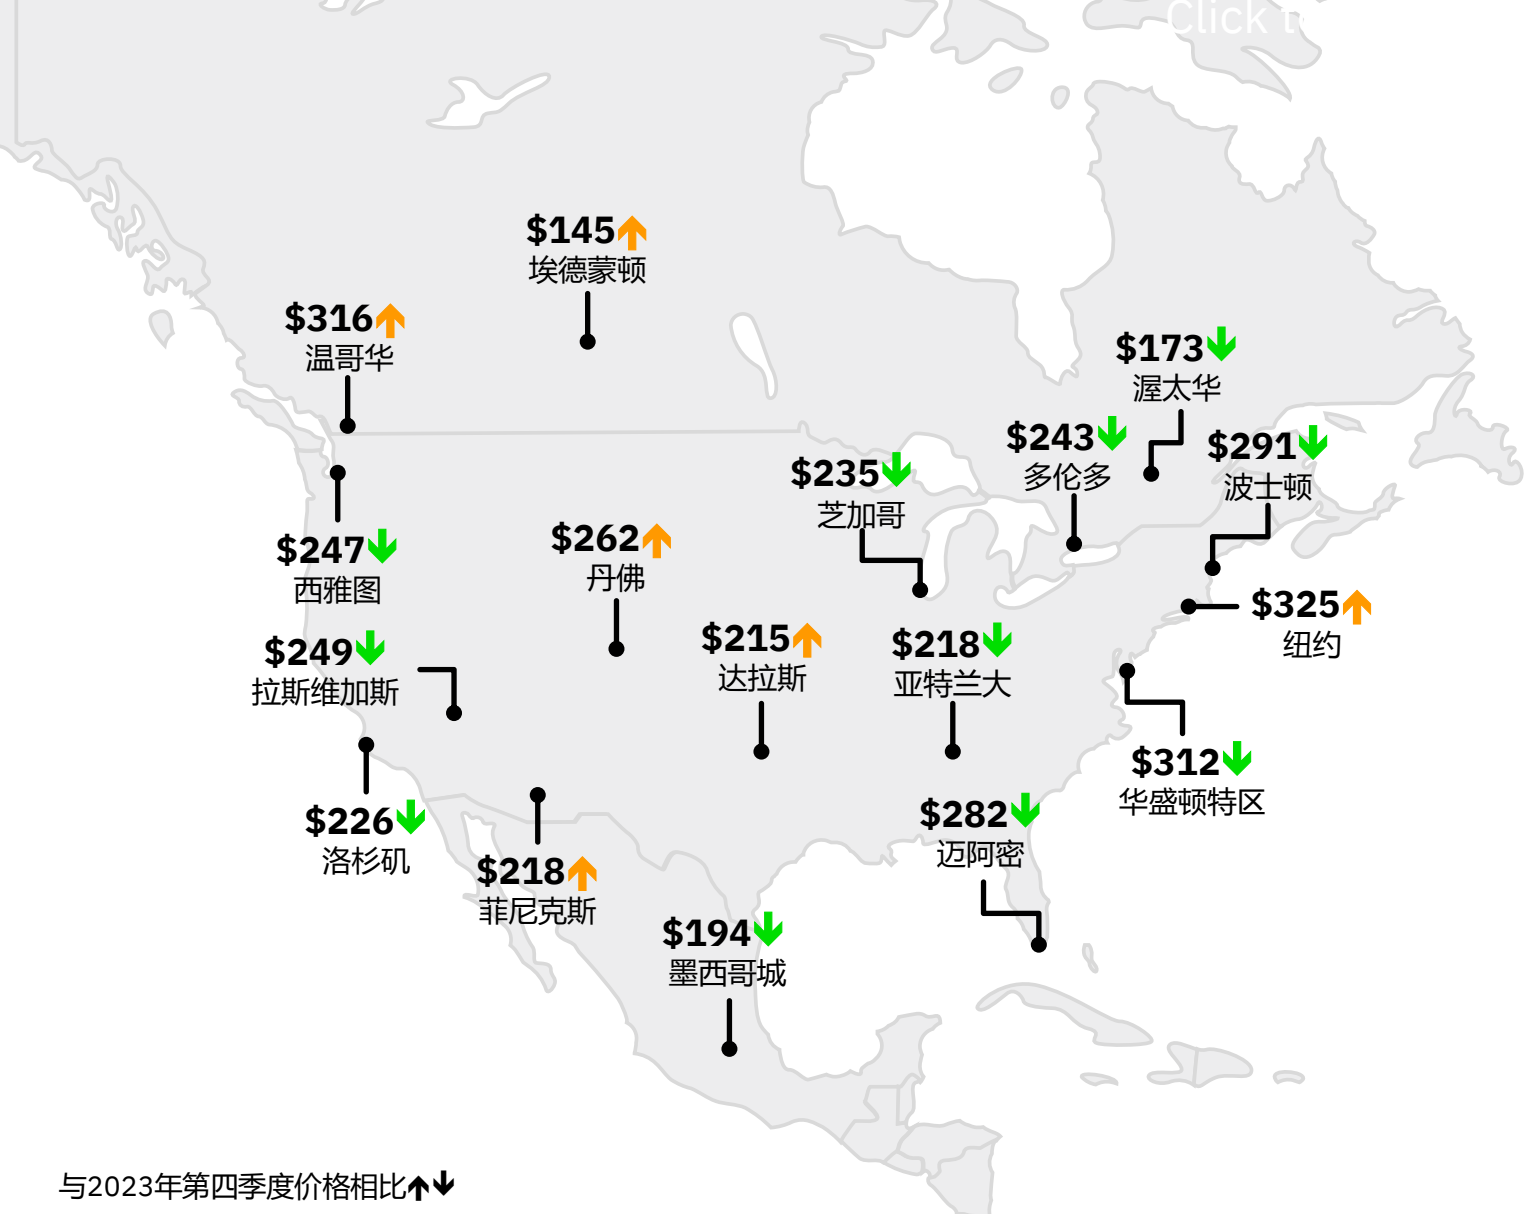 Click to
$145
埃德蒙顿
$316
温哥华
$173
渥太华
$243
多伦多
$291
波士顿
$235
芝加哥
$247
西雅图
$262
丹佛
$325
纽约
$249
拉斯维加斯
$215
达拉斯
$218
亚特兰大
$312
华盛顿特区
$226
洛杉矶
$282
迈阿密
$218
菲尼克斯
$194
墨西哥城
与2023年第四季度价格相比